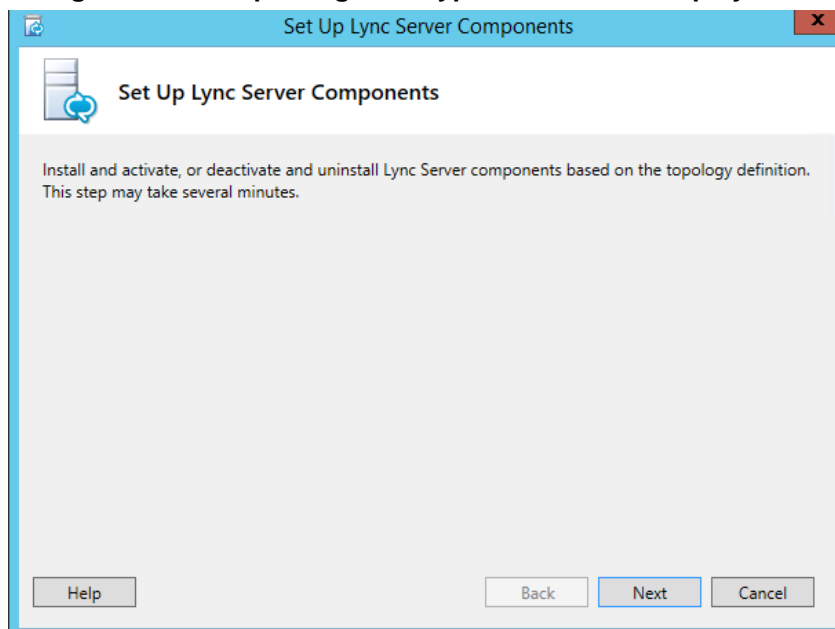 Set Up Lync Server Components
X
Set Up Lync Server Components
Install and activate, or deactivate and uninstall Lync Server components based on the topology definition.
This step may take several minutes.
Help
Back
Next
Cancel